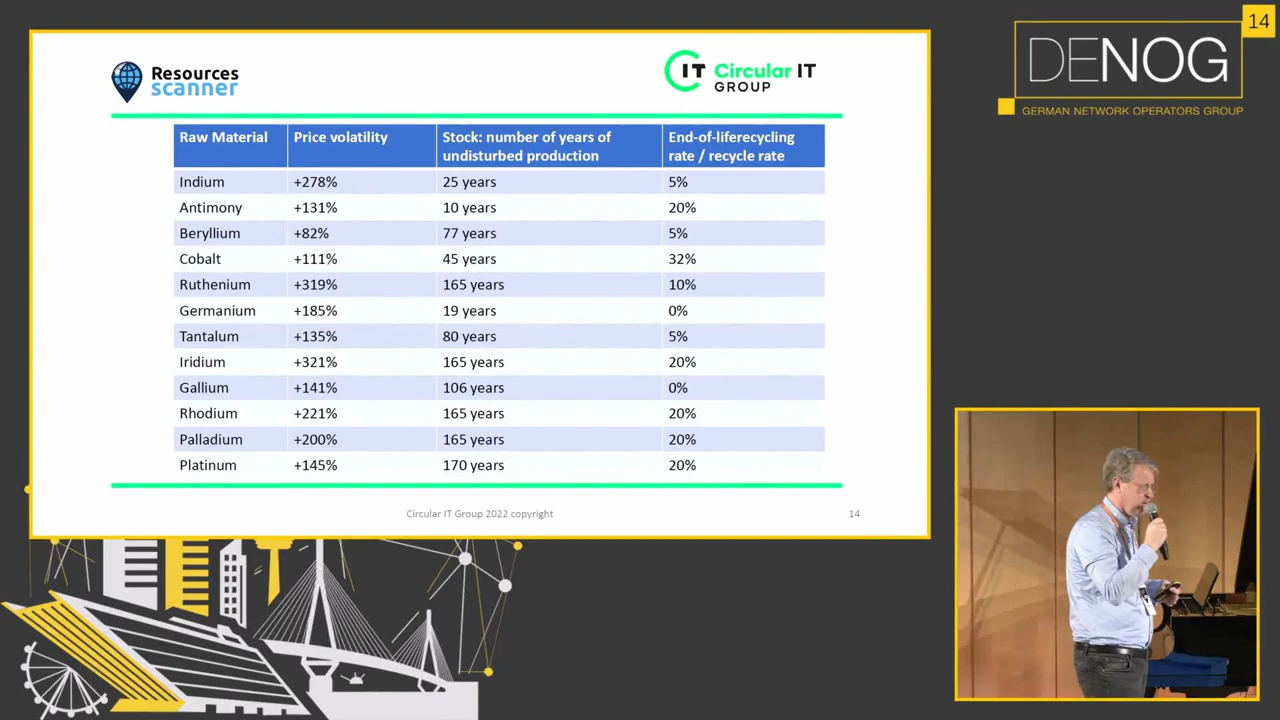 14
DENOG
GERMAN NETWORK OPERATORS GROUP
Resources
scanner
IT Circular IT
GROUP
Raw Material Price volatility Stock: number of years of undisturbed production End-of-liferecycling rate / recycle rate
Indium +278% 25 years 5%
Antimony +131% 10 years 20%
Beryllium +82% 77 years 5%
Cobalt +111% 45 years 32%
Ruthenium +319% 165 years 10%
Germanium +185% 19 years 0%
Tantalum +135% 80 years 5%
Iridium +321% 165 years 20%
Gallium +141% 106 years 0%
Rhodium +221% 165 years 20%
Palladium +200% 165 years 20%
Platinum +145% 170 years 20%
Circular IT Group 2022 copyright 14